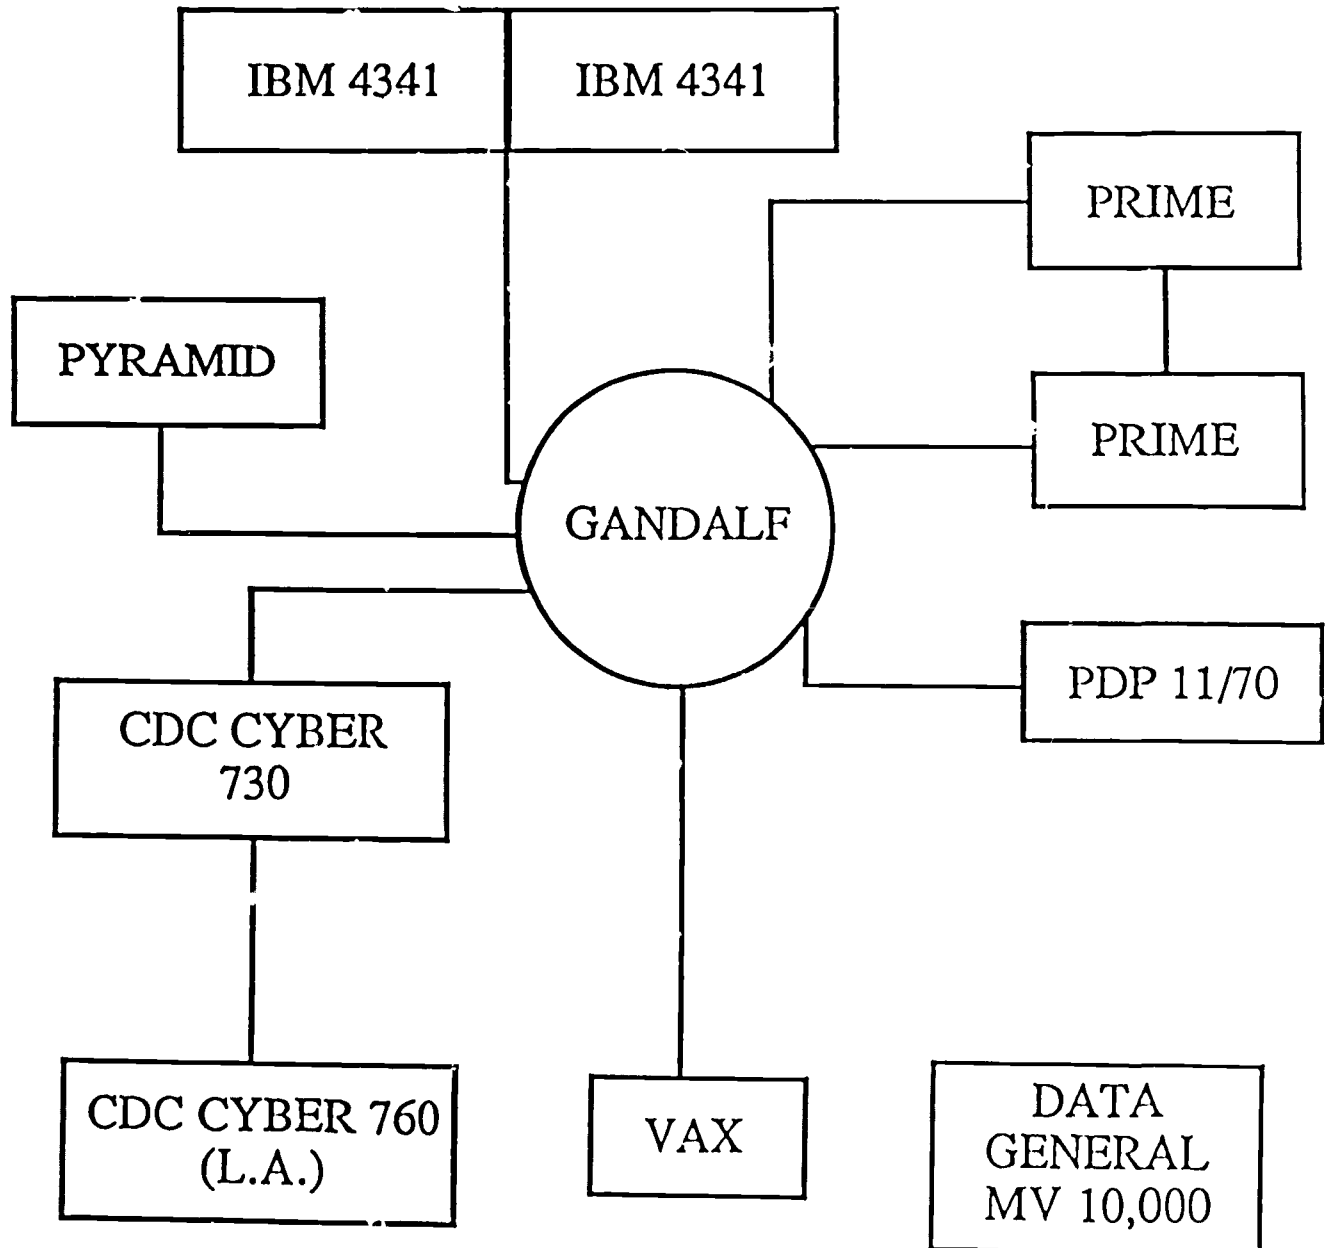 IBM 4341
IBM 4341
PRIME
PYRAMID
PRIME
GANDALF
PDP 11/70
CDC CYBER
730
CDC CYBER 760
(L.A.)
VAX
DATA
GENERAL
MV 10,000